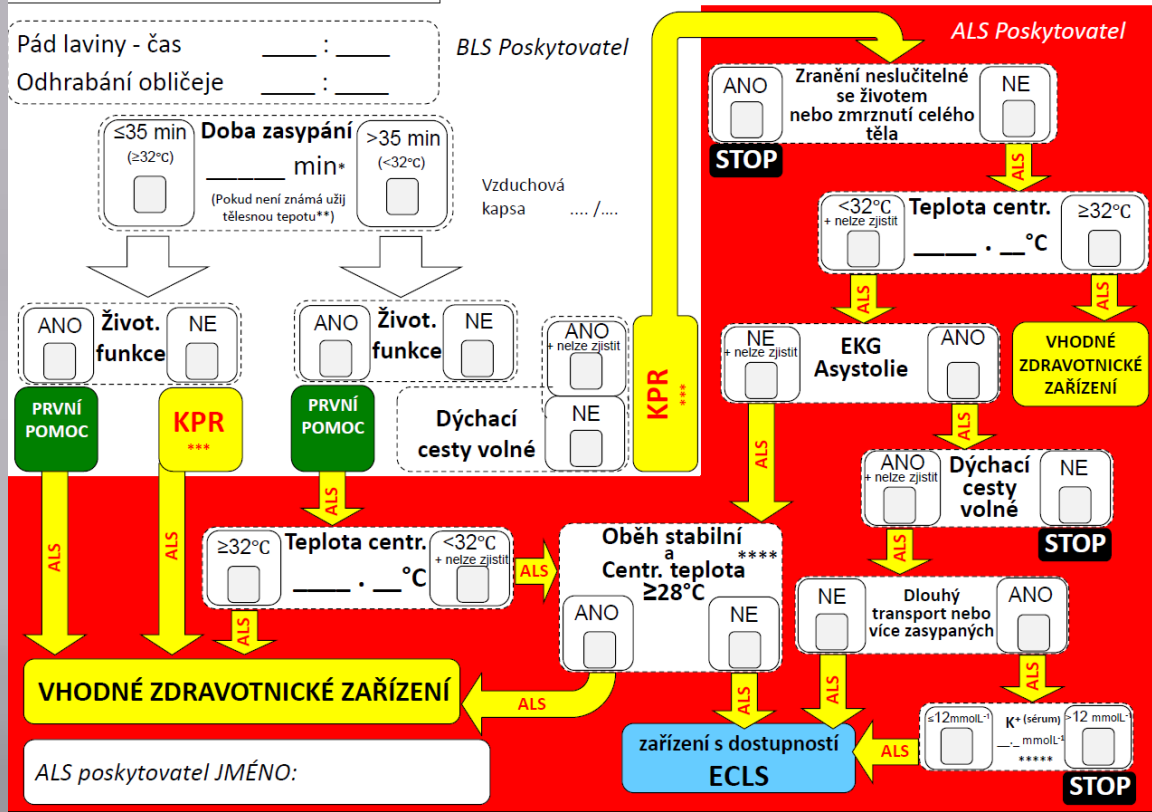 Pád laviny - čas ____ : ____
Odhrabání obličeje ____ : ____
BLS Poskytovatel
ALS Poskytovatel
≤35 min
(≥32°C)
Doba zasypání
_____ min*
(Pokud není známá užij
tělesnou teplotu**)
>35 min
(<32°C)
Vzduchová
kapsa .... /....
ANO
Zranění neslučitelné
se životem
nebo zmrznutí celého
těla
NE
STOP
ALS
<32°C
+ nelze zjistit
Teplota centr.
____ . __°C
≥32°C
ALS
ALS
ANO
Život.
funkce
NE
ANO
Život.
funkce
NE
ANO
+ nelze zjistit
NE
Dýchací
cesty volné
PRVNÍ
POMOC
KPR
***
PRVNÍ
POMOC
KPR
***
NE
+ nelze zjistit
EKG
Asystolie
ANO
VHODNÉ
ZDRAVOTNICKÉ
ZAŘÍZENÍ
ALS
ALS
ANO
+ nelze zjistit
Dýchací
cesty
volné
NE
STOP
ALS
ALS
ALS
ALS
≥32°C
Teplota centr.
____ . __°C
<32°C
+ nelze zjistit
ALS
ALS
Oběh stabilní
a ****
Centr. teplota
≥28°C
ANO
NE
NE
Dlouhý
transport nebo
více zasypaných
ANO
ALS
ALS
ALS
ALS
VHODNÉ ZDRAVOTNICKÉ ZAŘÍZENÍ
≤12mmolL⁻¹
K⁺ (sérum)
__._ mmolL⁻¹
*****
>12 mmolL⁻¹
STOP
ALS
zařízení s dostupností
ECLS
ALS poskytovatel JMÉNO: